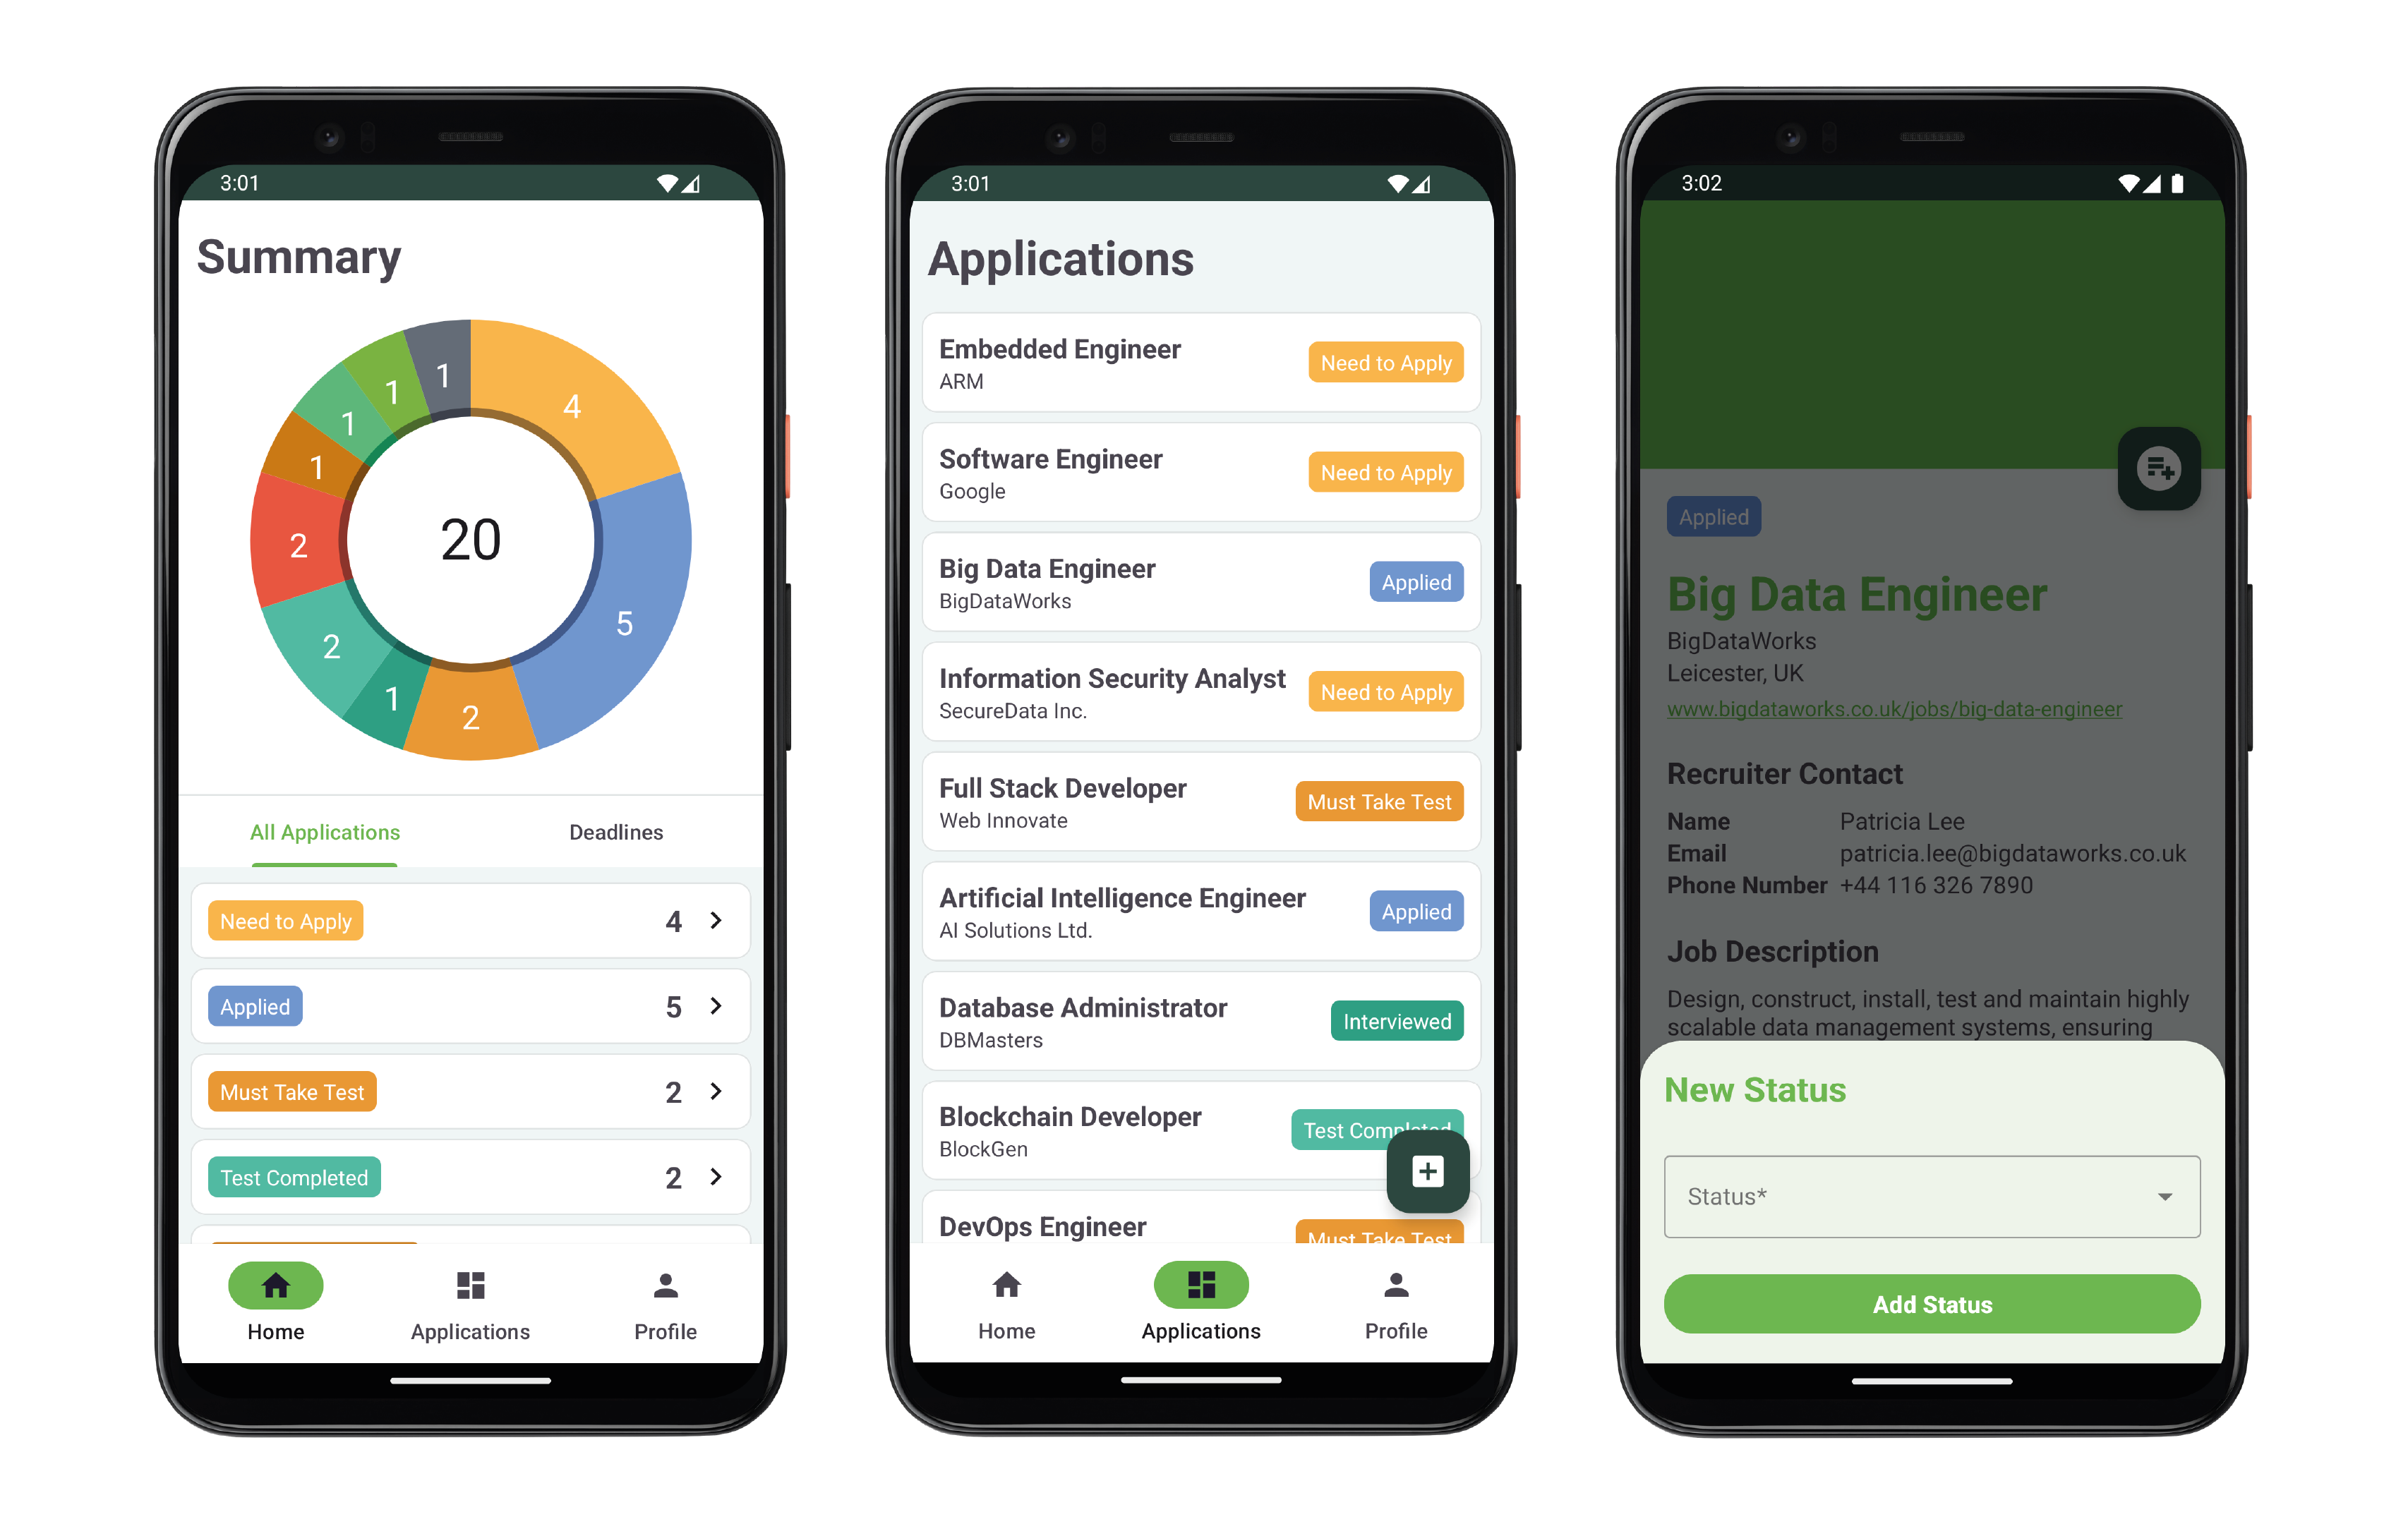 3:01
Summary
4
5
2
1
2
2
1
1
1
1
20
All Applications
Deadlines
Need to Apply 4
Applied 5
Must Take Test 2
Test Completed 2
Home Applications Profile
3:01
Applications
Embedded Engineer
ARM
Need to Apply
Software Engineer
Google
Need to Apply
Big Data Engineer
BigDataWorks
Applied
Information Security Analyst
SecureData Inc.
Need to Apply
Full Stack Developer
Web Innovate
Must Take Test
Artificial Intelligence Engineer
AI Solutions Ltd.
Applied
Database Administrator
DBMasters
Interviewed
Blockchain Developer
BlockGen
Test Completed
DevOps Engineer
Must Take Test
Home Applications Profile
3:02
Applied
Big Data Engineer
BigDataWorks
Leicester, UK
www.bigdataworks.co.uk/jobs/big-data-engineer
Recruiter Contact
Name Patricia Lee
Email patricia.lee@bigdataworks.co.uk
Phone Number +44 116 326 7890
Job Description
Design, construct, install, test and maintain highly
scalable data management systems, ensuring
New Status
Status*
Add Status